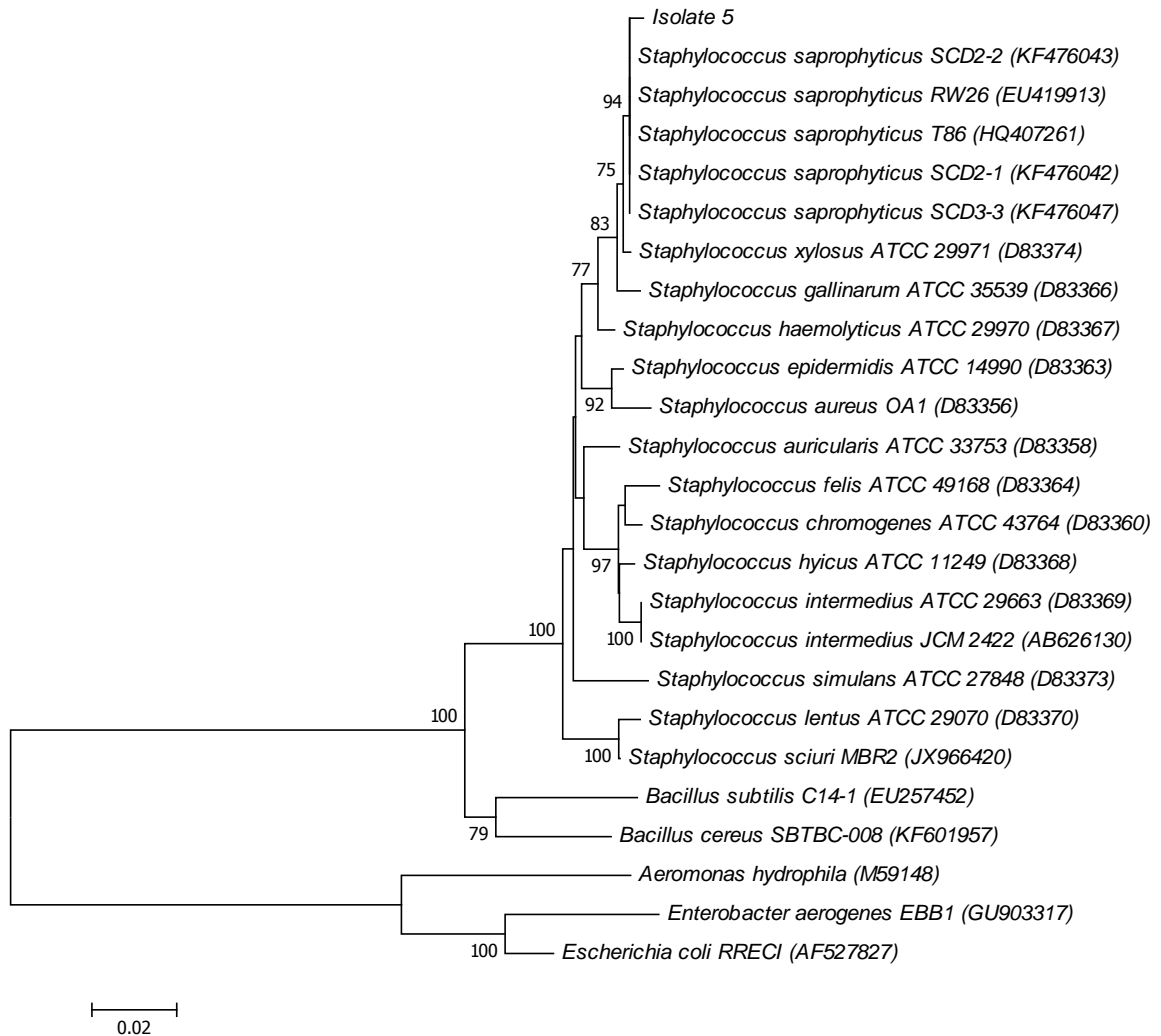 Isolate 5
Staphylococcus saprophyticus SCD2-2 (KF476043)
94
Staphylococcus saprophyticus RW26 (EU419913)
Staphylococcus saprophyticus T86 (HQ407261)
75
Staphylococcus saprophyticus SCD2-1 (KF476042)
Staphylococcus saprophyticus SCD3-3 (KF476047)
83
Staphylococcus xylosus ATCC 29971 (D83374)
77
Staphylococcus gallinarum ATCC 35539 (D83366)
Staphylococcus haemolyticus ATCC 29970 (D83367)
Staphylococcus epidermidis ATCC 14990 (D83363)
92
Staphylococcus aureus OA1 (D83356)
Staphylococcus auricularis ATCC 33753 (D83358)
Staphylococcus felis ATCC 49168 (D83364)
Staphylococcus chromogenes ATCC 43764 (D83360)
97
Staphylococcus hyicus ATCC 11249 (D83368)
Staphylococcus intermedius ATCC 29663 (D83369)
100
100
Staphylococcus intermedius JCM 2422 (AB626130)
Staphylococcus simulans ATCC 27848 (D83373)
100
Staphylococcus lentus ATCC 29070 (D83370)
100
Staphylococcus sciuri MBR2 (JX966420)
Bacillus subtilis C14-1 (EU257452)
79
Bacillus cereus SBTBC-008 (KF601957)
Aeromonas hydrophila (M59148)
Enterobacter aerogenes EBB1 (GU903317)
100
Escherichia coli RRECI (AF527827)
0.02